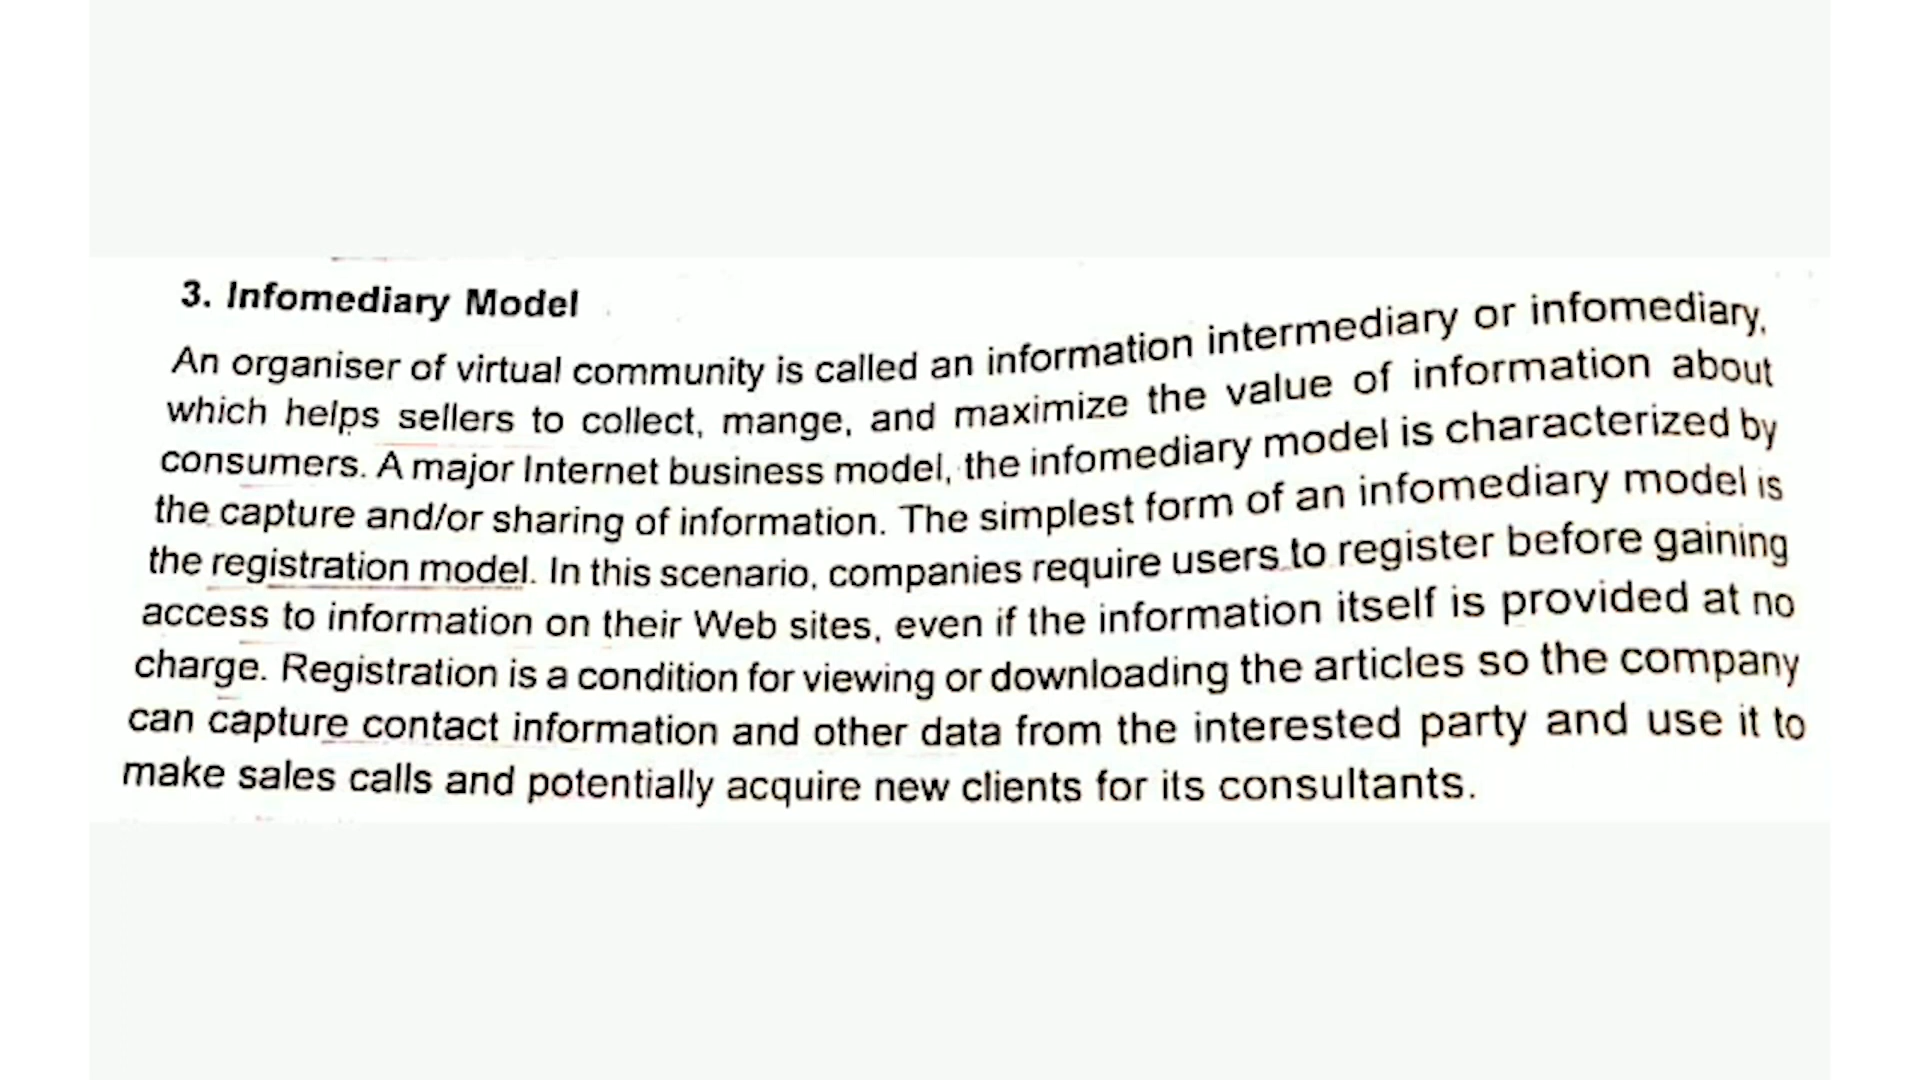 3. Infomediary Model
An organiser of virtual community is called an information intermediary or infomediary,
which helps sellers to collect, mange, and maximize the value of information about
consumers. A major Internet business model, the infomediary model is characterized by
the capture and/or sharing of information. The simplest form of an infomediary model is
the registration model. In this scenario, companies require users to register before gaining
access to information on their Web sites, even if the information itself is provided at no
charge. Registration is a condition for viewing or downloading the articles so the company
can capture contact information and other data from the interested party and use it to
make sales calls and potentially acquire new clients for its consultants.